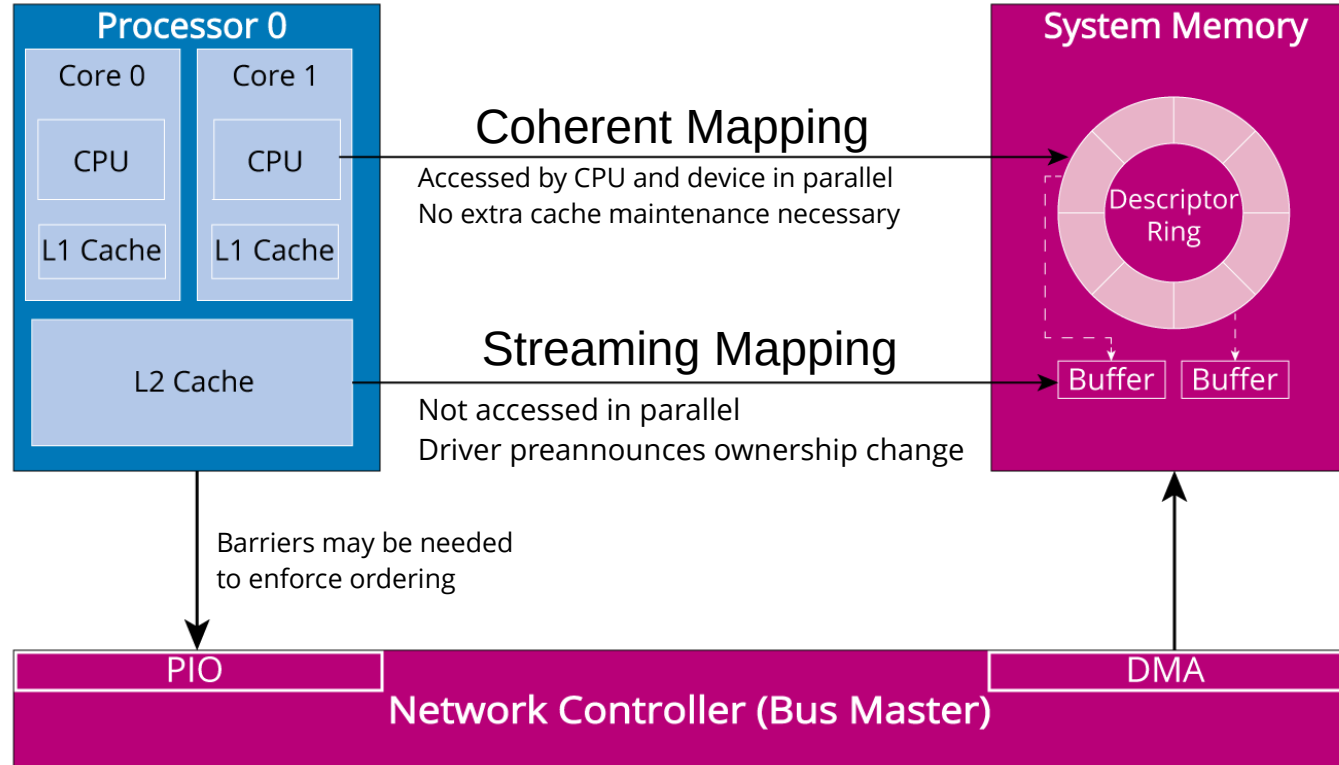 Processor 0
Core 0
CPU
L1 Cache
Core 1
CPU
L1 Cache
L2 Cache
Coherent Mapping
Accessed by CPU and device in parallel
No extra cache maintenance necessary
Streaming Mapping
Not accessed in parallel
Driver preannounces ownership change
System Memory
Descriptor
Ring
Buffer
Buffer
Barriers may be needed
to enforce ordering
PIO
DMA
Network Controller (Bus Master)